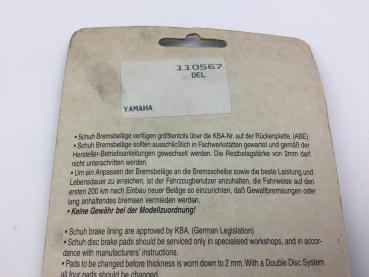 110567
DEL
YAMAHA
• Schuh Bremsbeläge verfügen größtenteils über die KBA-Nr. auf der Rückenplatte. (ABE)
• Schuh Bremsbeläge sollten ausschließlich in Fachwerkstätten gewartet und gemäß der
Hersteller-Betriebsanleitungen gewechselt werden. Die Restbelagstärke von 2mm darf
nicht unterschritten werden.
• Um ein Anpassen der Bremsbeläge an die Bremsscheibe sowie die beste Leistung und
Lebensdauer zu erreichen, ist der Fahrzeugbenutzer anzuhalten, die Fahrweise auf den
ersten 200 km nach Einbau neuer Beläge so einzurichten, daß Gewaltbremsungen oder
lang anhaltendes bremsen vermieden werden.
• Keine Gewähr bei der Modellzuordnung!
• Schuh brake lining are approved by KBA. (German Legislation)
• Schuh disc brake pads should be serviced only in specialised workshops, and in accor-
dance with manufacturers' instructions.
• Pads to be changed before thickness is worn down to 2 mm. With a Double Disc System
all four pads should be changed.